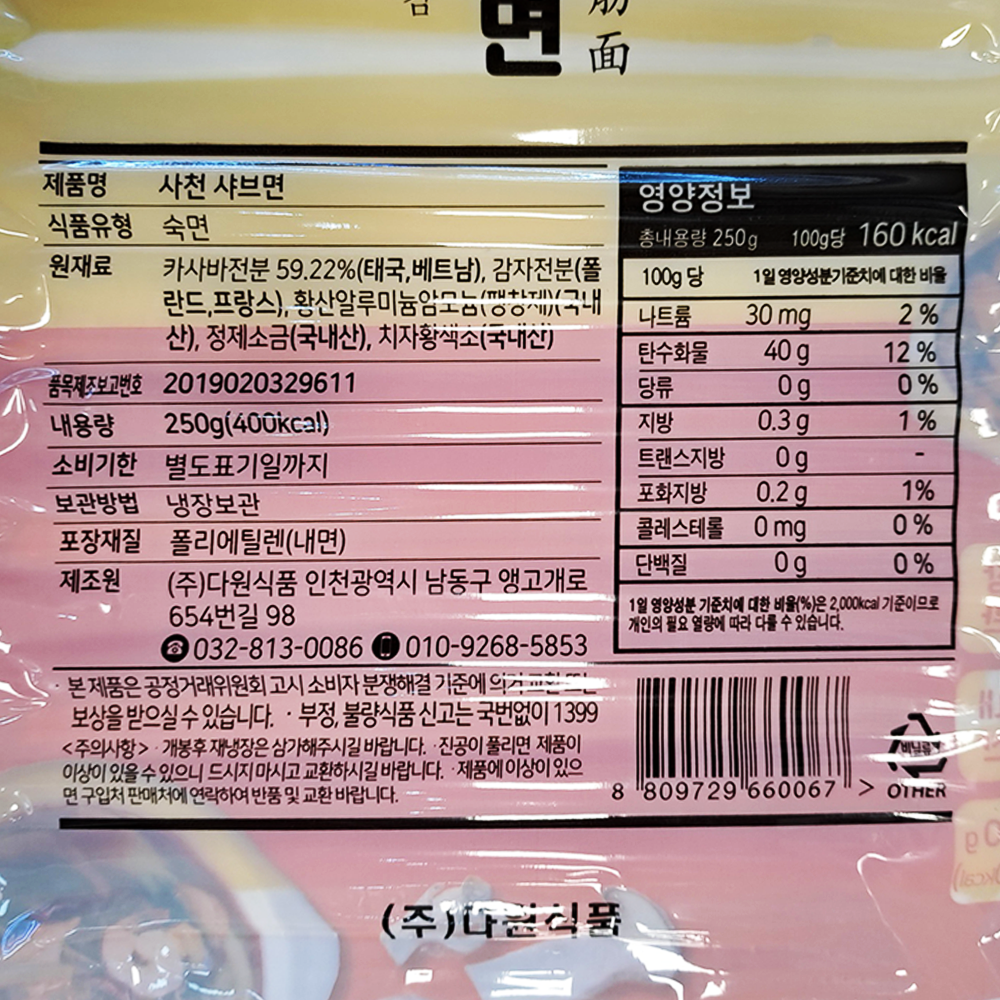 면
面
제품명 사천 샤브면
식품유형 숙면
원재료 카사바전분 59.22%(태국,베트남), 감자전분(폴
란드,프랑스), 황산알루미늄암모늄(팽창제)(국내
산), 정제소금(국내산), 치자황색소(국내산)
품목제조보고번호 2019020329611
내용량 250g(400kcal)
소비기한 별도표기일까지
보관방법 냉장보관
포장재질 폴리에틸렌(내면)
제조원 (주)다원식품 인천광역시 남동구 앵고개로
654번길 98
032-813-0086 010-9268-5853
영양정보
총내용량 250g 100g당 160 kcal
100g 당 1일 영양성분기준치에 대한 비율
나트륨 30 mg 2 %
탄수화물 40 g 12 %
당류 0 g 0 %
지방 0.3 g 1 %
트랜스지방 0 g -
포화지방 0.2 g 1%
콜레스테롤 0 mg 0 %
단백질 0 g 0 %
1일 영양성분 기준치에 대한 비율(%)은 2,000kcal 기준이므로
개인의 필요 열량에 따라 다를 수 있습니다.
· 본 제품은 공정거래위원회 고시 소비자 분쟁해결 기준에 의거 교환 또는
보상을 받으실 수 있습니다. · 부정, 불량식품 신고는 국번없이 1399
<주의사항> · 개봉후 재냉장은 삼가해주시길 바랍니다. · 진공이 풀리면 제품이
이상이 있을 수 있으니 드시지 마시고 교환하시길 바랍니다. · 제품에 이상이 있으
면 구입처 판매처에 연락하여 반품 및 교환 바랍니다.
8 809729 660067 >
비닐류
OTHER
(주)다원식품